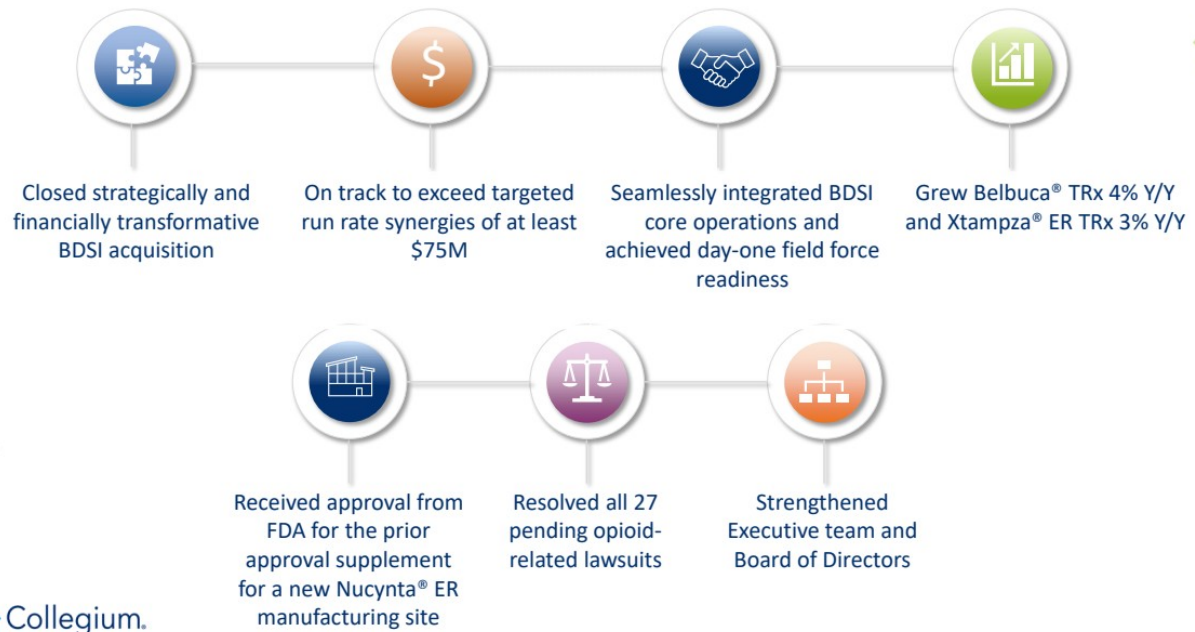 $
Closed strategically and
financially transformative
BDSI acquisition
On track to exceed targeted
run rate synergies of at least
$75M
Seamlessly integrated BDSI
core operations and
achieved day-one field force
readiness
Grew Belbuca® TRx 4% Y/Y
and Xtampza® ER TRx 3% Y/Y
Received approval from
FDA for the prior
approval supplement
for a new Nucynta® ER
manufacturing site
Resolved all 27
pending opioid-
related lawsuits
Strengthened
Executive team and
Board of Directors
Collegium.